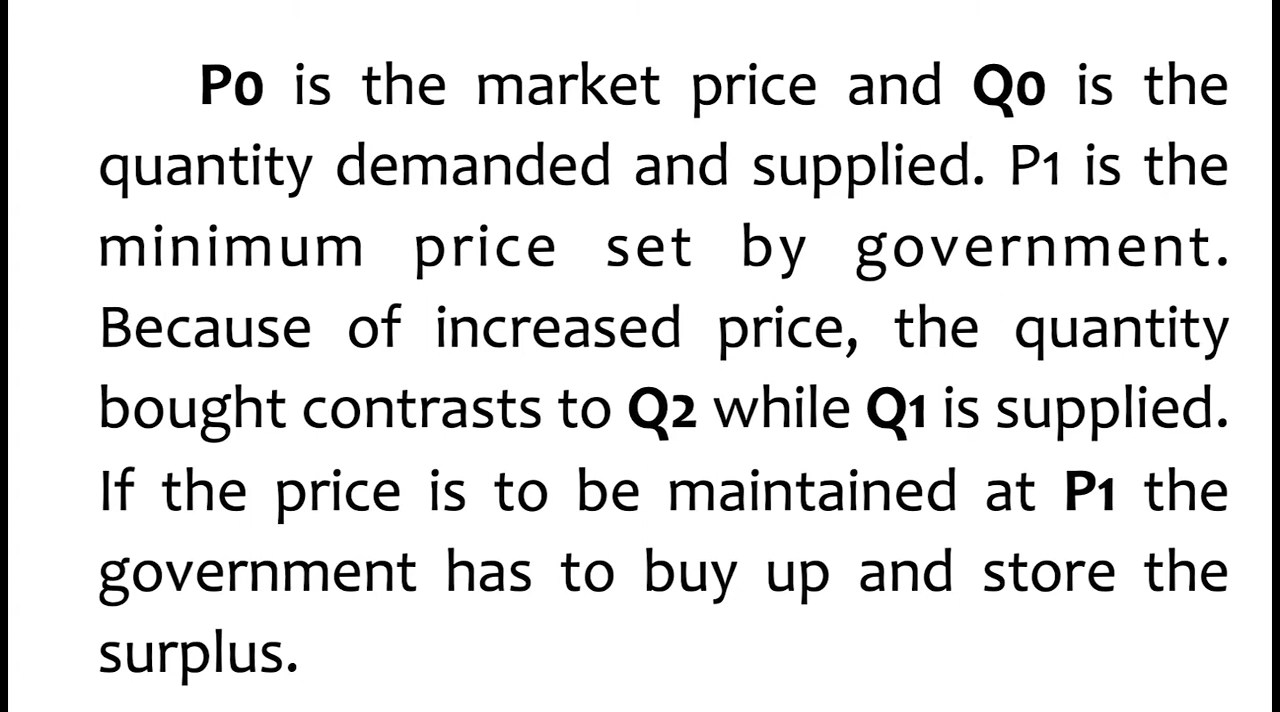 P0 is the market price and Q0 is the
quantity demanded and supplied. P1 is the
minimum price set by government.
Because of increased price, the quantity
bought contrasts to Q2 while Q1 is supplied.
If the price is to be maintained at P1 the
government has to buy up and store the
surplus.